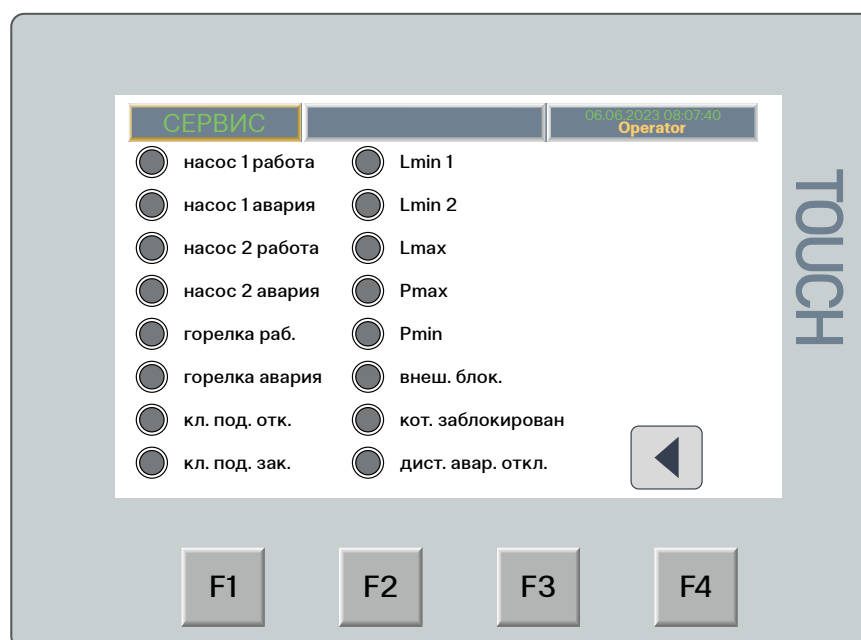 СЕРВИС
06.06.2023 08:07:40
Operator
насос 1 работа
насос 1 авария
насос 2 работа
насос 2 авария
горелка раб.
горелка авария
кл. под. отк.
кл. под. зак.
Lmin 1
Lmin 2
Lmax
Pmax
Pmin
внеш. блок.
кот. заблокирован
дист. авар. откл.
TOUCH
F1
F2
F3
F4